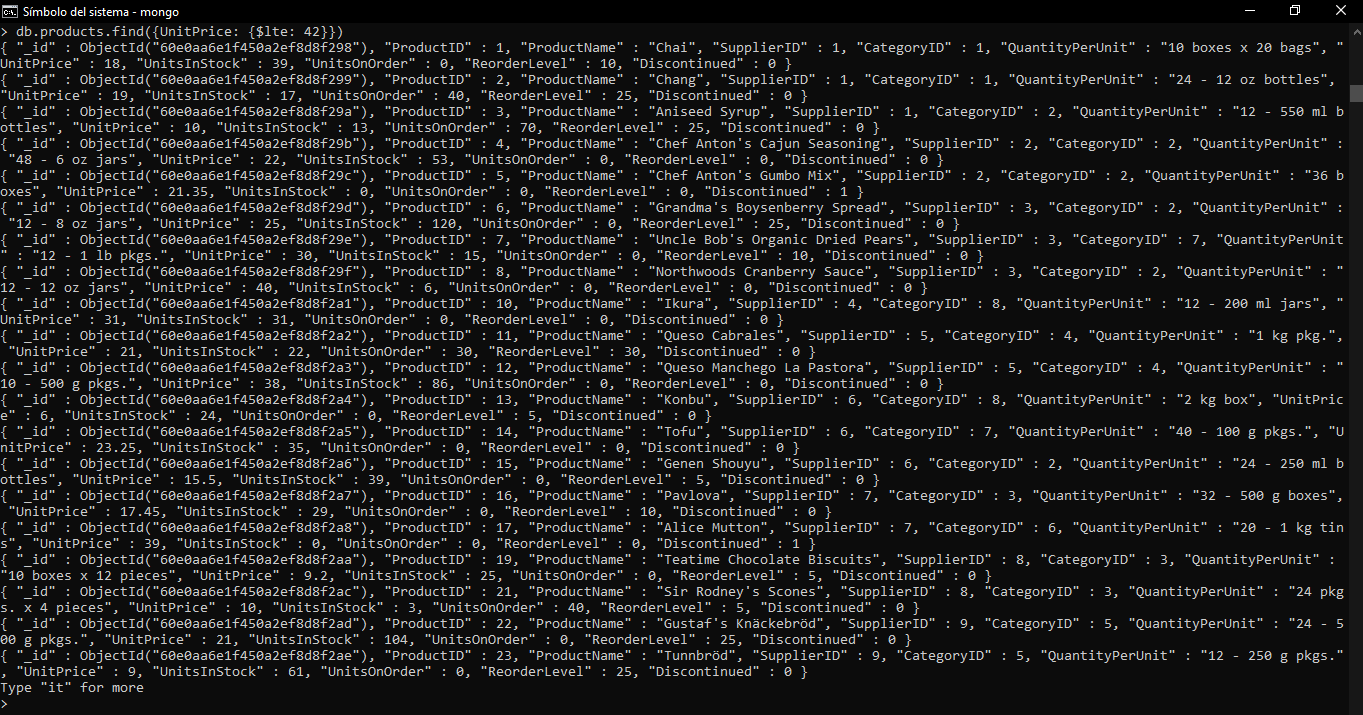 Símbolo del sistema - mongo
> db.products.find({UnitPrice: {$lte: 42}})
{ "_id" : ObjectId("60e0aa6e1f450a2ef8d8f298"), "ProductID" : 1, "ProductName" : "Chai", "SupplierID" : 1, "CategoryID" : 1, "QuantityPerUnit" : "10 boxes x 20 bags", "
UnitPrice" : 18, "UnitsInStock" : 39, "UnitsOnOrder" : 0, "ReorderLevel" : 10, "Discontinued" : 0 }
{ "_id" : ObjectId("60e0aa6e1f450a2ef8d8f299"), "ProductID" : 2, "ProductName" : "Chang", "SupplierID" : 1, "CategoryID" : 1, "QuantityPerUnit" : "24 - 12 oz bottles",
"UnitPrice" : 19, "UnitsInStock" : 17, "UnitsOnOrder" : 40, "ReorderLevel" : 25, "Discontinued" : 0 }
{ "_id" : ObjectId("60e0aa6e1f450a2ef8d8f29a"), "ProductID" : 3, "ProductName" : "Aniseed Syrup", "SupplierID" : 1, "CategoryID" : 2, "QuantityPerUnit" : "12 - 550 ml b
ottles", "UnitPrice" : 10, "UnitsInStock" : 13, "UnitsOnOrder" : 70, "ReorderLevel" : 25, "Discontinued" : 0 }
{ "_id" : ObjectId("60e0aa6e1f450a2ef8d8f29b"), "ProductID" : 4, "ProductName" : "Chef Anton's Cajun Seasoning", "SupplierID" : 2, "CategoryID" : 2, "QuantityPerUnit" :
"48 - 6 oz jars", "UnitPrice" : 22, "UnitsInStock" : 53, "UnitsOnOrder" : 0, "ReorderLevel" : 0, "Discontinued" : 0 }
{ "_id" : ObjectId("60e0aa6e1f450a2ef8d8f29c"), "ProductID" : 5, "ProductName" : "Chef Anton's Gumbo Mix", "SupplierID" : 2, "CategoryID" : 2, "QuantityPerUnit" : "36 b
oxes", "UnitPrice" : 21.35, "UnitsInStock" : 0, "UnitsOnOrder" : 0, "ReorderLevel" : 0, "Discontinued" : 1 }
{ "_id" : ObjectId("60e0aa6e1f450a2ef8d8f29d"), "ProductID" : 6, "ProductName" : "Grandma's Boysenberry Spread", "SupplierID" : 3, "CategoryID" : 2, "QuantityPerUnit" :
"12 - 8 oz jars", "UnitPrice" : 25, "UnitsInStock" : 120, "UnitsOnOrder" : 0, "ReorderLevel" : 25, "Discontinued" : 0 }
{ "_id" : ObjectId("60e0aa6e1f450a2ef8d8f29e"), "ProductID" : 7, "ProductName" : "Uncle Bob's Organic Dried Pears", "SupplierID" : 3, "CategoryID" : 7, "QuantityPerUnit
" : "12 - 1 lb pkgs.", "UnitPrice" : 30, "UnitsInStock" : 15, "UnitsOnOrder" : 0, "ReorderLevel" : 10, "Discontinued" : 0 }
{ "_id" : ObjectId("60e0aa6e1f450a2ef8d8f29f"), "ProductID" : 8, "ProductName" : "Northwoods Cranberry Sauce", "SupplierID" : 3, "CategoryID" : 2, "QuantityPerUnit" : "
12 - 12 oz jars", "UnitPrice" : 40, "UnitsInStock" : 6, "UnitsOnOrder" : 0, "ReorderLevel" : 0, "Discontinued" : 0 }
{ "_id" : ObjectId("60e0aa6e1f450a2ef8d8f2a1"), "ProductID" : 10, "ProductName" : "Ikura", "SupplierID" : 4, "CategoryID" : 8, "QuantityPerUnit" : "12 - 200 ml jars", "
UnitPrice" : 31, "UnitsInStock" : 31, "UnitsOnOrder" : 0, "ReorderLevel" : 0, "Discontinued" : 0 }
{ "_id" : ObjectId("60e0aa6e1f450a2ef8d8f2a2"), "ProductID" : 11, "ProductName" : "Queso Cabrales", "SupplierID" : 5, "CategoryID" : 4, "QuantityPerUnit" : "1 kg pkg.",
"UnitPrice" : 21, "UnitsInStock" : 22, "UnitsOnOrder" : 30, "ReorderLevel" : 30, "Discontinued" : 0 }
{ "_id" : ObjectId("60e0aa6e1f450a2ef8d8f2a3"), "ProductID" : 12, "ProductName" : "Queso Manchego La Pastora", "SupplierID" : 5, "CategoryID" : 4, "QuantityPerUnit" : "
10 - 500 g pkgs.", "UnitPrice" : 38, "UnitsInStock" : 86, "UnitsOnOrder" : 0, "ReorderLevel" : 0, "Discontinued" : 0 }
{ "_id" : ObjectId("60e0aa6e1f450a2ef8d8f2a4"), "ProductID" : 13, "ProductName" : "Konbu", "SupplierID" : 6, "CategoryID" : 8, "QuantityPerUnit" : "2 kg box", "UnitPric
e" : 6, "UnitsInStock" : 24, "UnitsOnOrder" : 0, "ReorderLevel" : 5, "Discontinued" : 0 }
{ "_id" : ObjectId("60e0aa6e1f450a2ef8d8f2a5"), "ProductID" : 14, "ProductName" : "Tofu", "SupplierID" : 6, "CategoryID" : 7, "QuantityPerUnit" : "40 - 100 g pkgs.", "U
nitPrice" : 23.25, "UnitsInStock" : 35, "UnitsOnOrder" : 0, "ReorderLevel" : 0, "Discontinued" : 0 }
{ "_id" : ObjectId("60e0aa6e1f450a2ef8d8f2a6"), "ProductID" : 15, "ProductName" : "Genen Shouyu", "SupplierID" : 6, "CategoryID" : 2, "QuantityPerUnit" : "24 - 250 ml b
ottles", "UnitPrice" : 15.5, "UnitsInStock" : 39, "UnitsOnOrder" : 0, "ReorderLevel" : 5, "Discontinued" : 0 }
{ "_id" : ObjectId("60e0aa6e1f450a2ef8d8f2a7"), "ProductID" : 16, "ProductName" : "Pavlova", "SupplierID" : 7, "CategoryID" : 3, "QuantityPerUnit" : "32 - 500 g boxes",
"UnitPrice" : 17.45, "UnitsInStock" : 29, "UnitsOnOrder" : 0, "ReorderLevel" : 10, "Discontinued" : 0 }
{ "_id" : ObjectId("60e0aa6e1f450a2ef8d8f2a8"), "ProductID" : 17, "ProductName" : "Alice Mutton", "SupplierID" : 7, "CategoryID" : 6, "QuantityPerUnit" : "20 - 1 kg tin
s", "UnitPrice" : 39, "UnitsInStock" : 0, "UnitsOnOrder" : 0, "ReorderLevel" : 0, "Discontinued" : 1 }
{ "_id" : ObjectId("60e0aa6e1f450a2ef8d8f2aa"), "ProductID" : 19, "ProductName" : "Teatime Chocolate Biscuits", "SupplierID" : 8, "CategoryID" : 3, "QuantityPerUnit" :
"10 boxes x 12 pieces", "UnitPrice" : 9.2, "UnitsInStock" : 25, "UnitsOnOrder" : 0, "ReorderLevel" : 5, "Discontinued" : 0 }
{ "_id" : ObjectId("60e0aa6e1f450a2ef8d8f2ac"), "ProductID" : 21, "ProductName" : "Sir Rodney's Scones", "SupplierID" : 8, "CategoryID" : 3, "QuantityPerUnit" : "24 pkg
s. x 4 pieces", "UnitPrice" : 10, "UnitsInStock" : 3, "UnitsOnOrder" : 40, "ReorderLevel" : 5, "Discontinued" : 0 }
{ "_id" : ObjectId("60e0aa6e1f450a2ef8d8f2ad"), "ProductID" : 22, "ProductName" : "Gustaf's Knäckebröd", "SupplierID" : 9, "CategoryID" : 5, "QuantityPerUnit" : "24 - 5
00 g pkgs.", "UnitPrice" : 21, "UnitsInStock" : 104, "UnitsOnOrder" : 0, "ReorderLevel" : 25, "Discontinued" : 0 }
{ "_id" : ObjectId("60e0aa6e1f450a2ef8d8f2ae"), "ProductID" : 23, "ProductName" : "Tunnbröd", "SupplierID" : 9, "CategoryID" : 5, "QuantityPerUnit" : "12 - 250 g pkgs."
, "UnitPrice" : 9, "UnitsInStock" : 61, "UnitsOnOrder" : 0, "ReorderLevel" : 25, "Discontinued" : 0 }
Type "it" for more
>